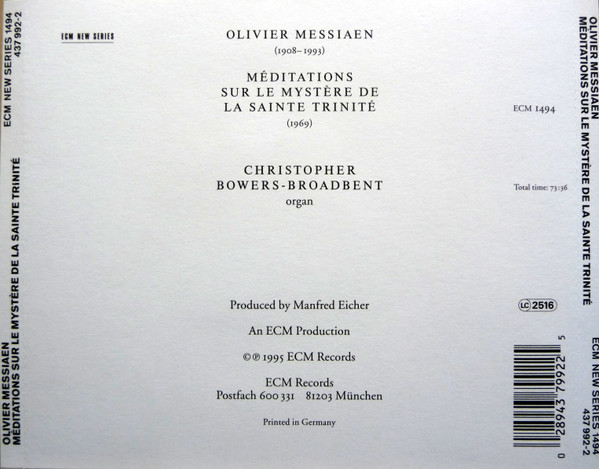 OLIVIER MESSIAEN
MÉDITATIONS SUR LE MYSTÈRE DE LA SAINTE TRINITÉ
ECM NEW SERIES 1494
437 992-2
ECM NEW SERIES
OLIVIER MESSIAEN
(1908–1993)
MÉDITATIONS
SUR LE MYSTÈRE DE
LA SAINTE TRINITÉ
(1969)
CHRISTOPHER
BOWERS-BROADBENT
organ
ECM 1494
Total time: 73:36
Produced by Manfred Eicher
An ECM Production
© ℗ 1995 ECM Records
ECM Records
Postfach 600 331 81203 München
Printed in Germany
LC 2516
0 28943 79922 5
OLIVIER MESSIAEN
MÉDITATIONS SUR LE MYSTÈRE DE LA SAINTE TRINITÉ
ECM NEW SERIES 1494
437 992-2